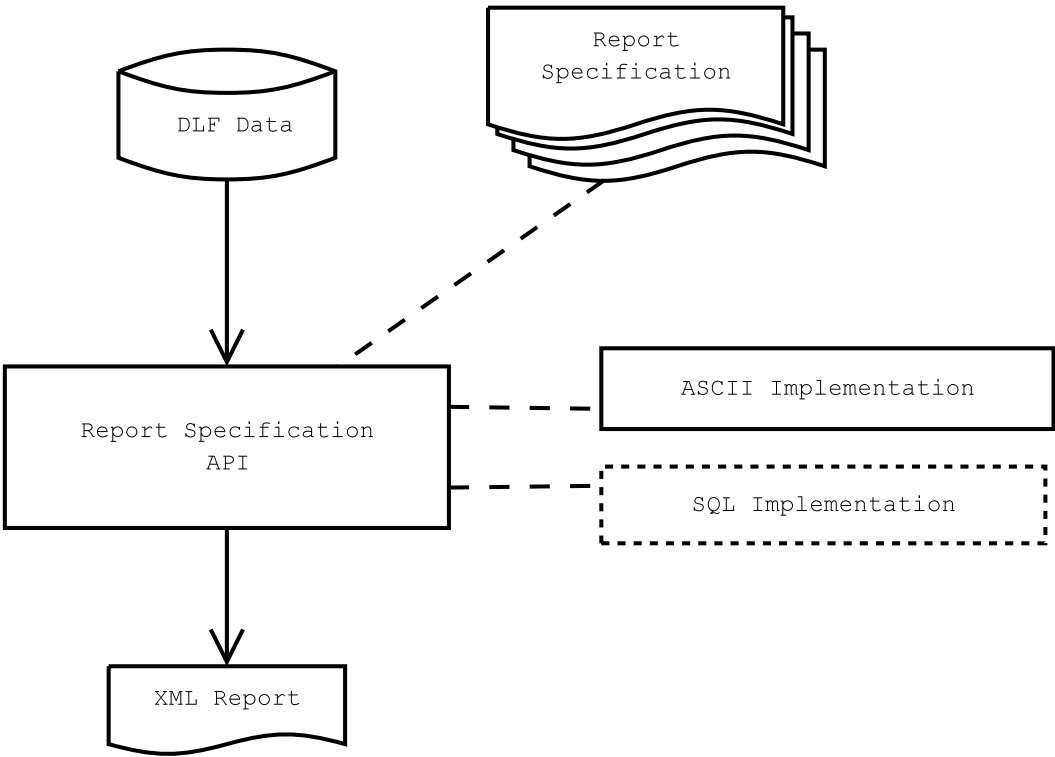 Report
Specification
DLF Data
ASCII Implementation
Report Specification
API
SQL Implementation
XML Report